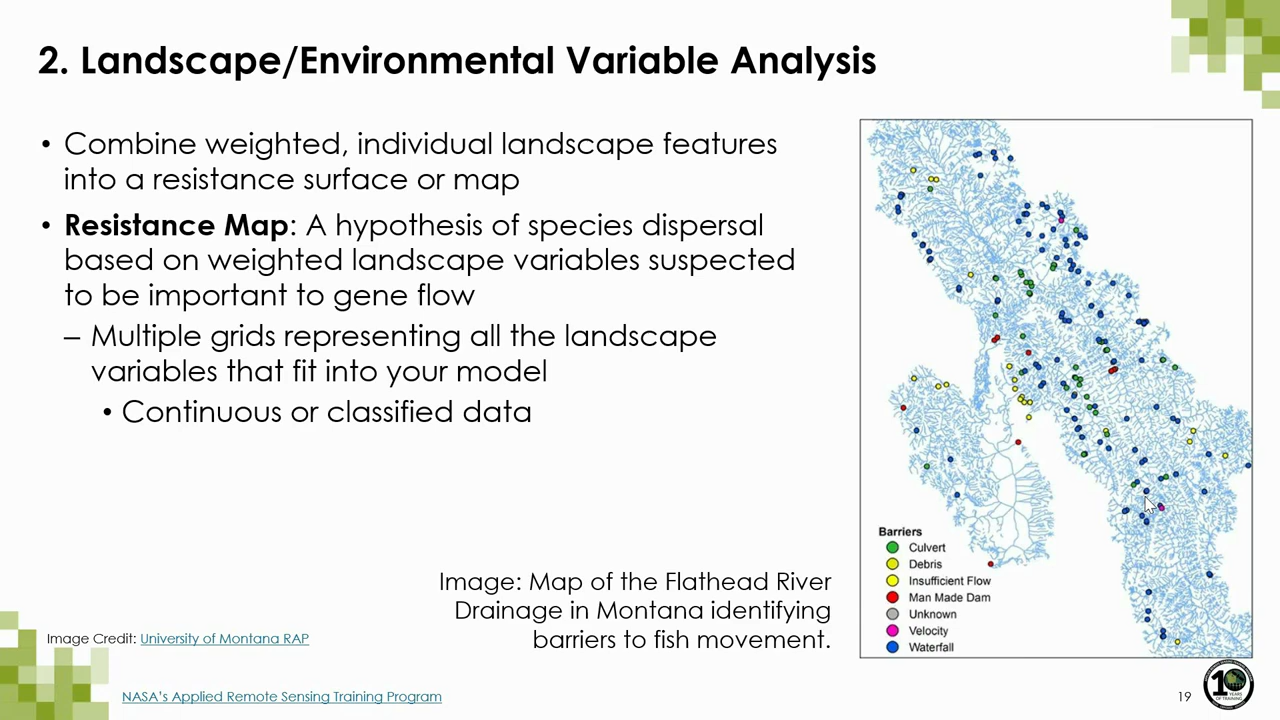 2. Landscape/Environmental Variable Analysis
• Combine weighted, individual landscape features
into a resistance surface or map
• Resistance Map: A hypothesis of species dispersal
based on weighted landscape variables suspected
to be important to gene flow
– Multiple grids representing all the landscape
variables that fit into your model
• Continuous or classified data
Barriers
Culvert
Debris
Insufficient Flow
Man Made Dam
Unknown
Velocity
Waterfall
Image: Map of the Flathead River
Drainage in Montana identifying
barriers to fish movement.
Image Credit: University of Montana RAP
NASA's Applied Remote Sensing Training Program
19
10
YEARS
OF TRAINING